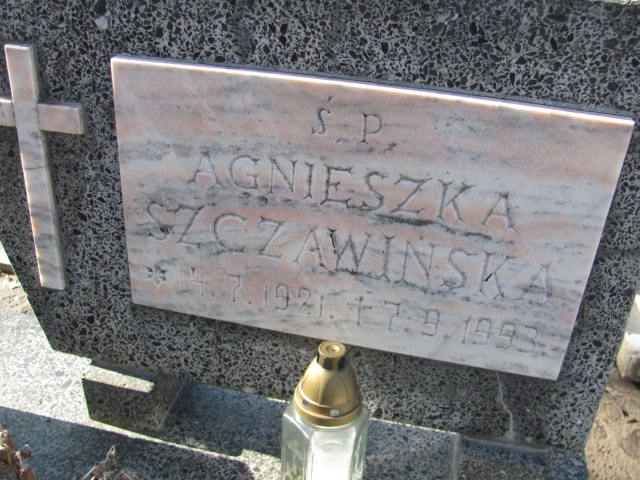 Ś. P.
AGNIESZKA
SZCZAWIŃSKA
* 14. 7. 1921. + 7 9 1993